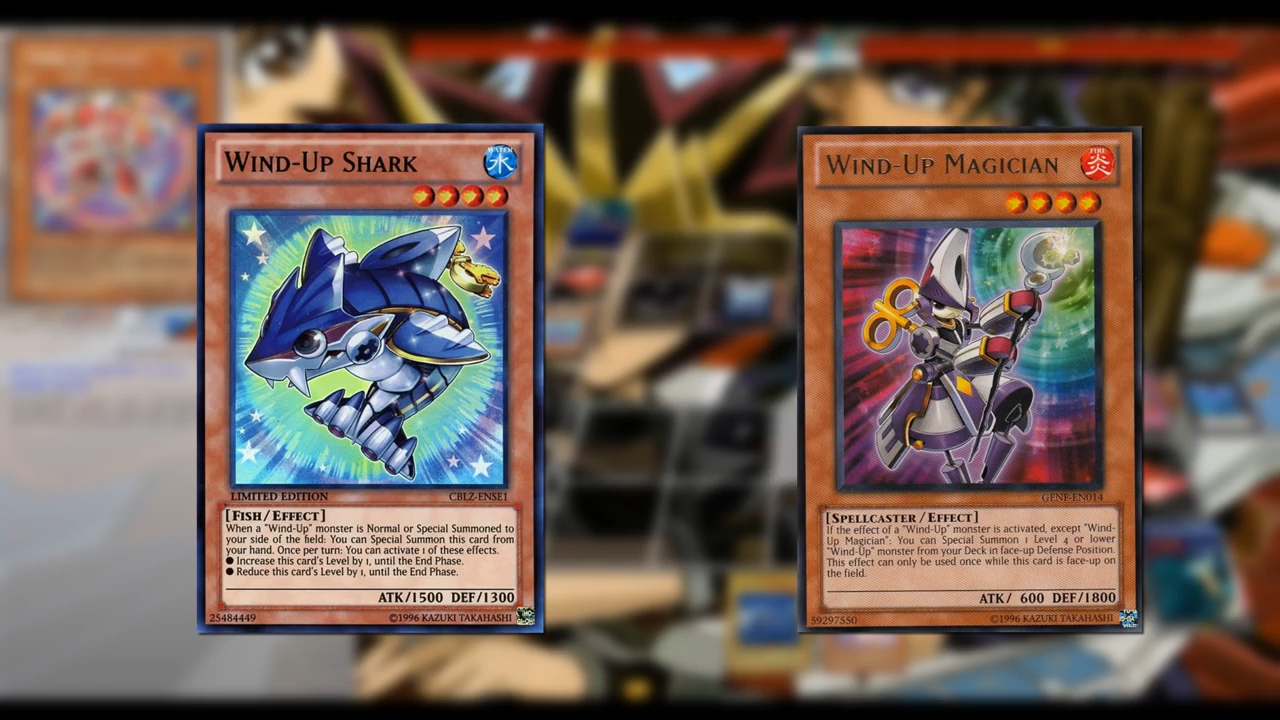 WIND-UP SHARK
WATER
水
LIMITED EDITION
CBLZ-ENSE1
[FISH/EFFECT]
When a "Wind-Up" monster is Normal or Special Summoned to
your side of the field: You can Special Summon this card from
your hand. Once per turn: You can activate 1 of these effects.
● Increase this card's Level by 1, until the End Phase.
● Reduce this card's Level by 1, until the End Phase.
ATK/1500 DEF/1300
25484449
©1996 KAZUKI TAKAHASHI
WIND-UP MAGICIAN
FIRE
炎
GENF-EN014
[SPELLCASTER/EFFECT]
If the effect of a "Wind-Up" monster is activated, except "Wind-
Up Magician": You can Special Summon 1 Level 4 or lower
"Wind-Up" monster from your Deck in face-up Defense Position.
This effect can only be used once while this card is face-up on
the field.
ATK/ 600 DEF/1800
59297550
©1996 KAZUKI TAKAHASHI